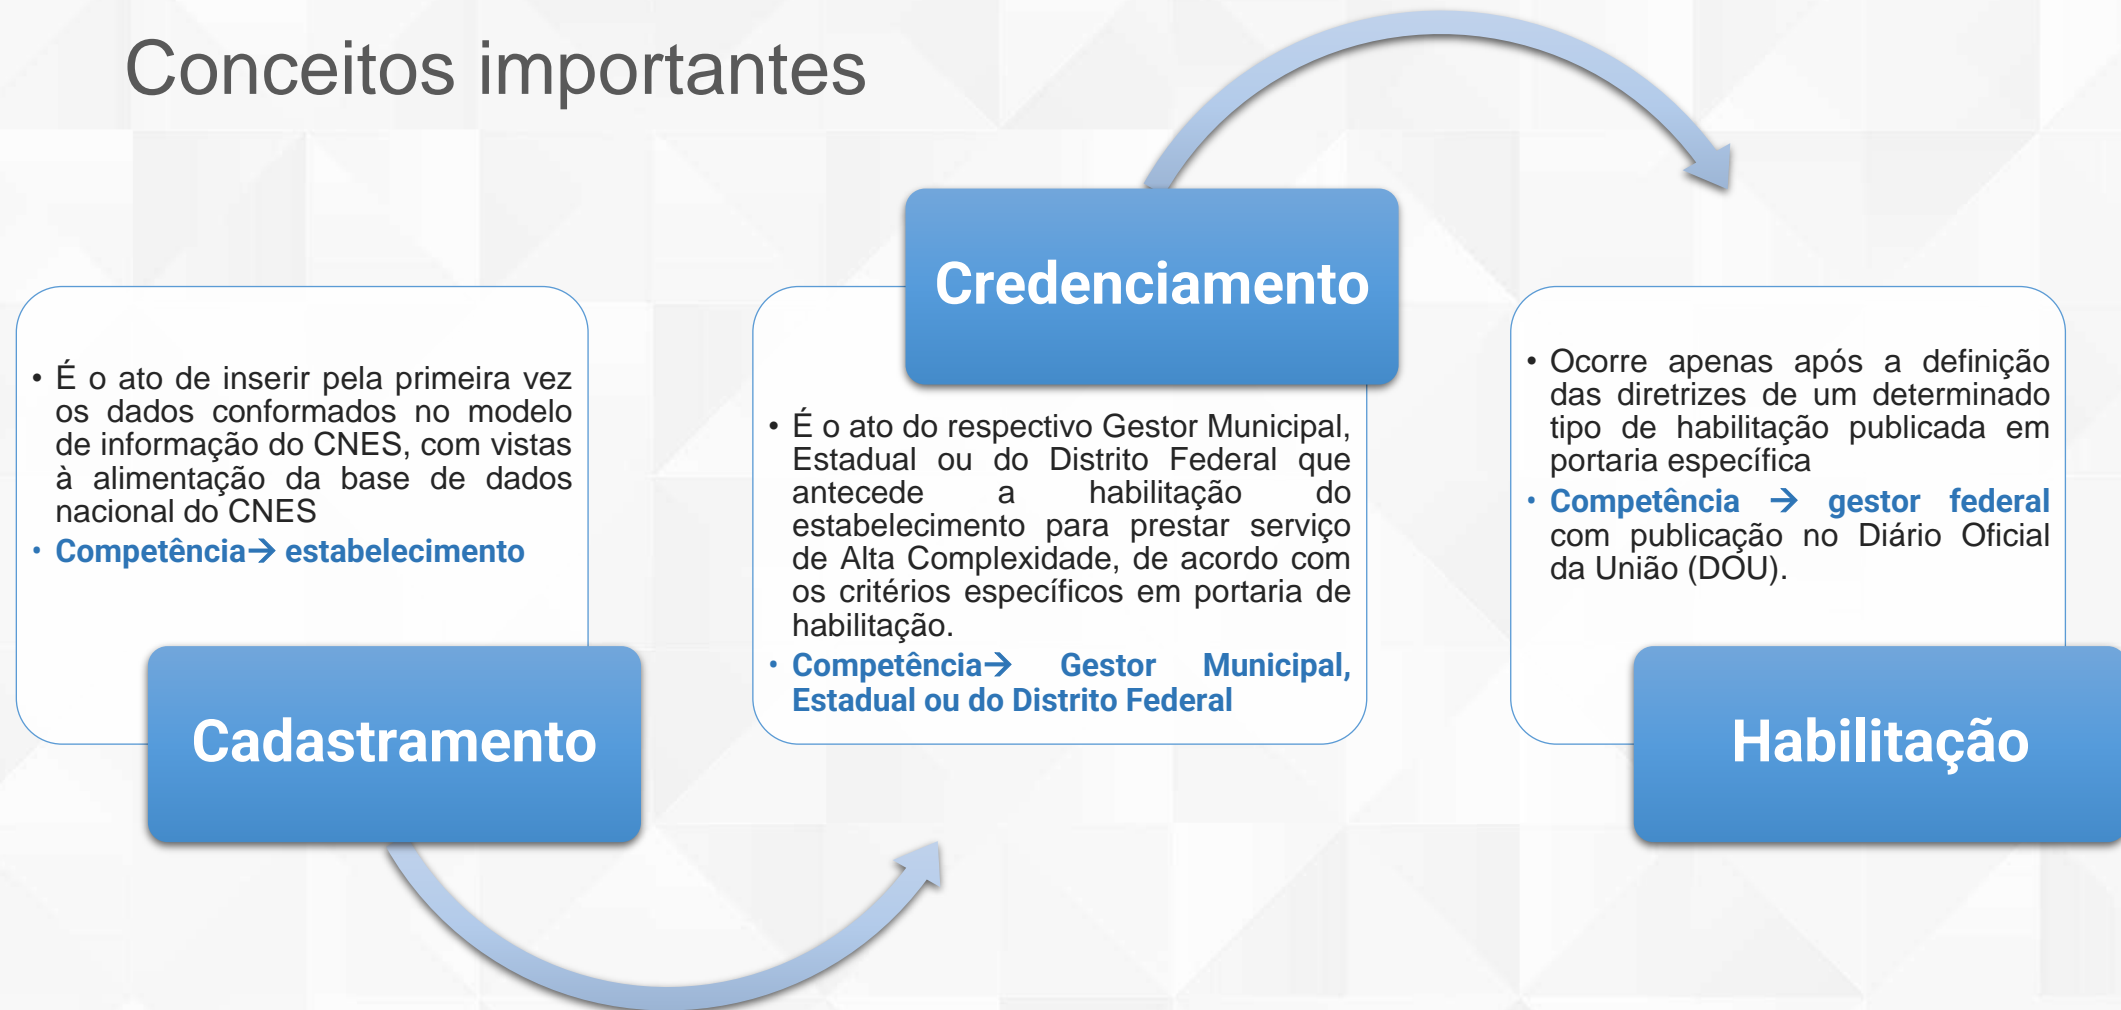 Conceitos importantes
• É o ato de inserir pela primeira vez
os dados conformados no modelo
de informação do CNES, com vistas
à alimentação da base de dados
nacional do CNES
• Competência→ estabelecimento
Cadastramento
Credenciamento
• É o ato do respectivo Gestor Municipal,
Estadual ou do Distrito Federal que
antecede a habilitação do
estabelecimento para prestar serviço
de Alta Complexidade, de acordo com
os critérios específicos em portaria de
habilitação.
• Competência→ Gestor Municipal,
Estadual ou do Distrito Federal
• Ocorre apenas após a definição
das diretrizes de um determinado
tipo de habilitação publicada em
portaria específica
• Competência → gestor federal
com publicação no Diário Oficial
da União (DOU).
Habilitação